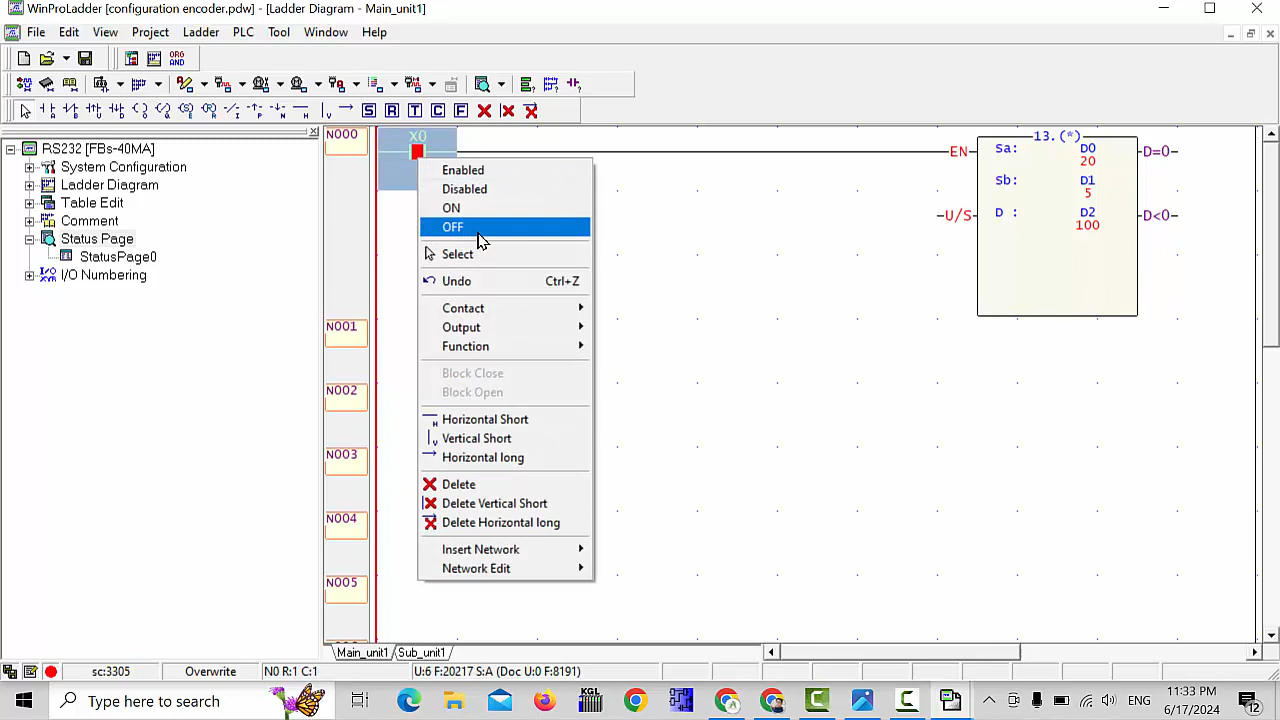 WinProLadder [configuration encoder.pdw] - [Ladder Diagram - Main_unit1]
File Edit View Project Ladder PLC Tool Window Help
ORG
AND
A B U D S R
H V S R T C F
RS232 [FBs-40MA]
System Configuration
Ladder Diagram
Table Edit
Comment
Status Page
StatusPage0
I/O Numbering
N000
N001
N002
N003
N004
N005
X0
Enabled
Disabled
ON
OFF
Select
Undo Ctrl+Z
Contact
Output
Function
Block Close
Block Open
Horizontal Short
Vertical Short
Horizontal long
Delete
Delete Vertical Short
Delete Horizontal long
Insert Network
Network Edit
13.(*)
EN Sa: D0 D=0
20
Sb: D1
5
U/S D : D2 D<0
100
Main_unit1 Sub_unit1
sc:3305 Overwrite N0 R:1 C:1 U:6 F:20217 S:A (Doc U:0 F:8191)
Type here to search
KGL
ENG
11:33 PM
6/17/2024
12